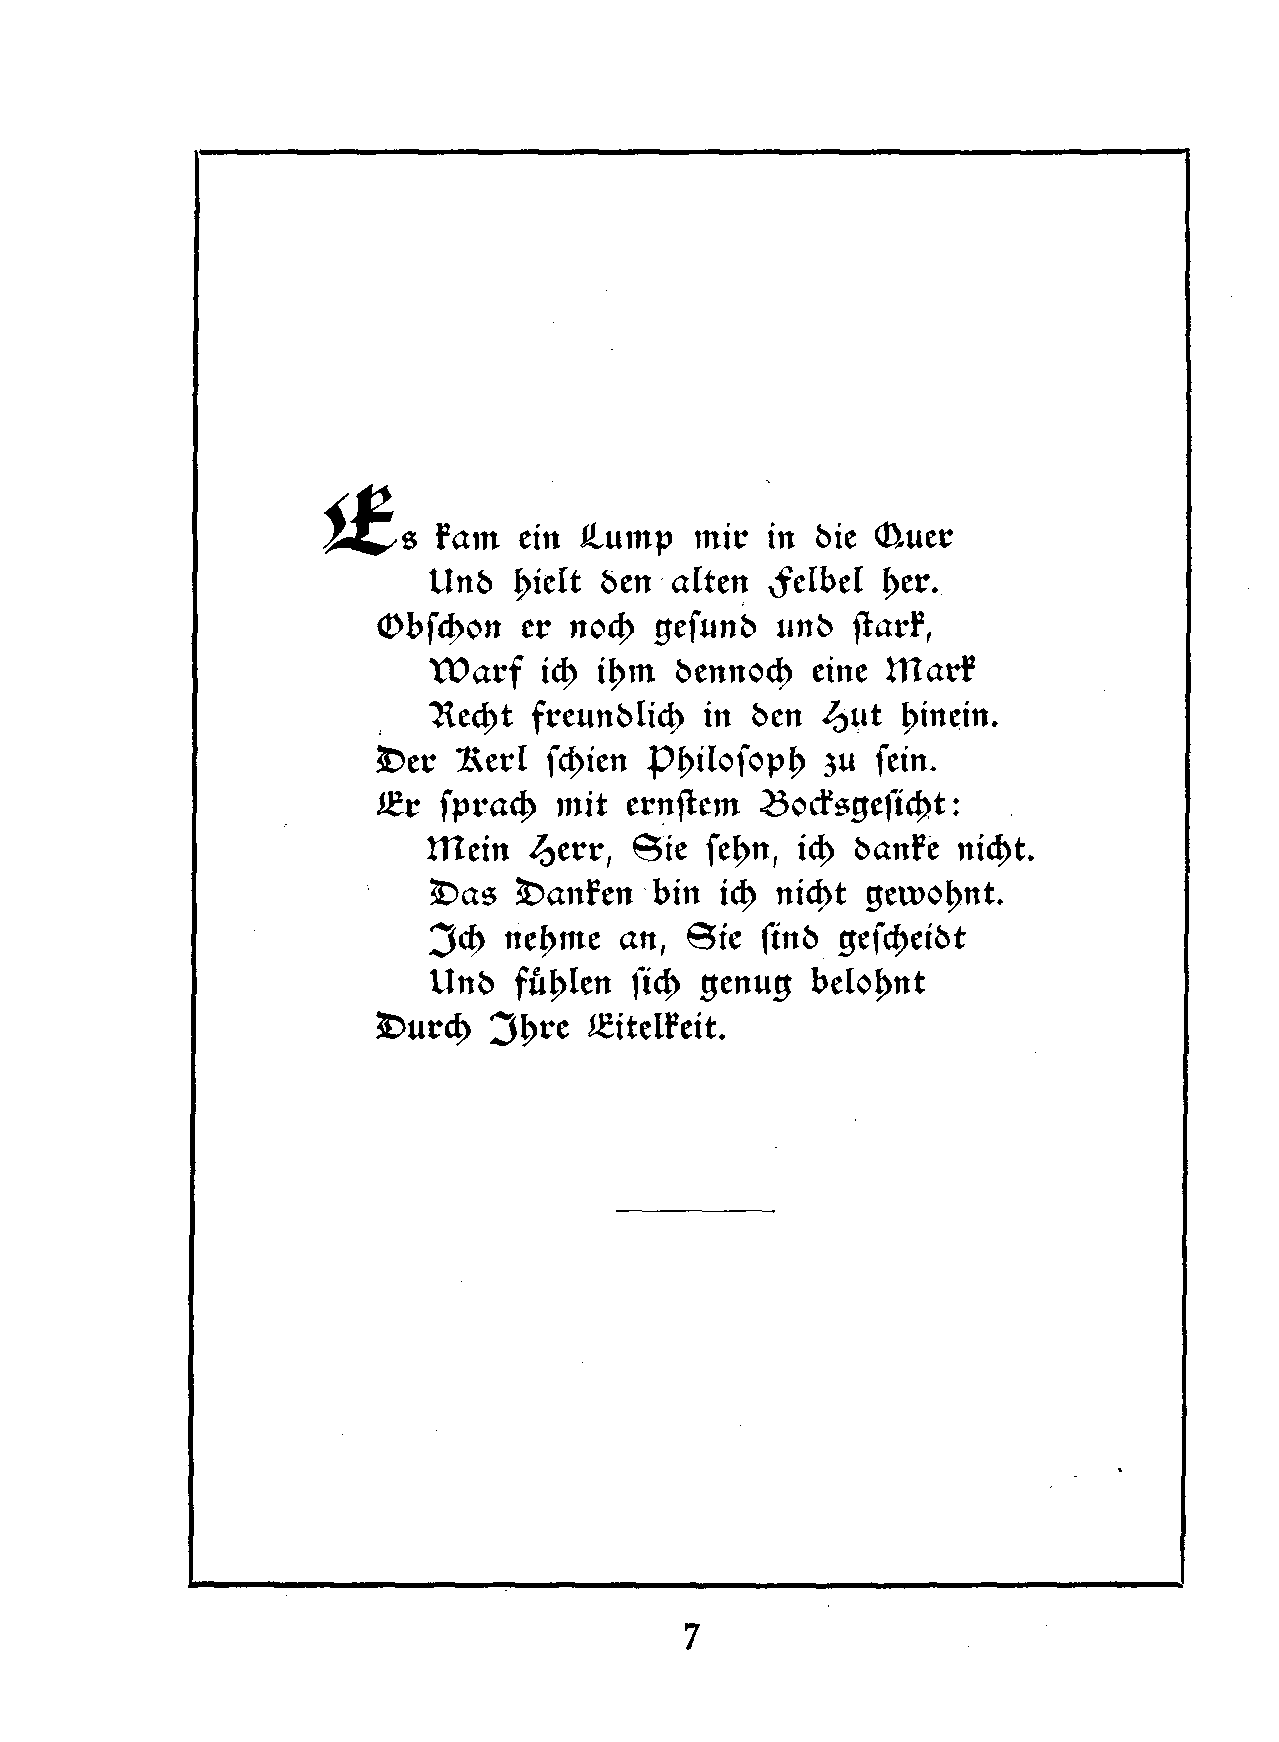 Es kam ein Lump mir in die Quer
Und hielt den alten Felbel her.
Obſchon er noch geſund und ſtark,
Warf ich ihm dennoch eine Mark
Recht freundlich in den Hut hinein.
Der Kerl ſchien Philoſoph zu ſein.
Er ſprach mit ernſtem Bocksgeſicht:
Mein Herr, Sie ſehn, ich danke nicht.
Das Danken bin ich nicht gewohnt.
Ich nehme an, Sie ſind geſcheidt
Und fühlen ſich genug belohnt
Durch Ihre Eitelkeit.
7